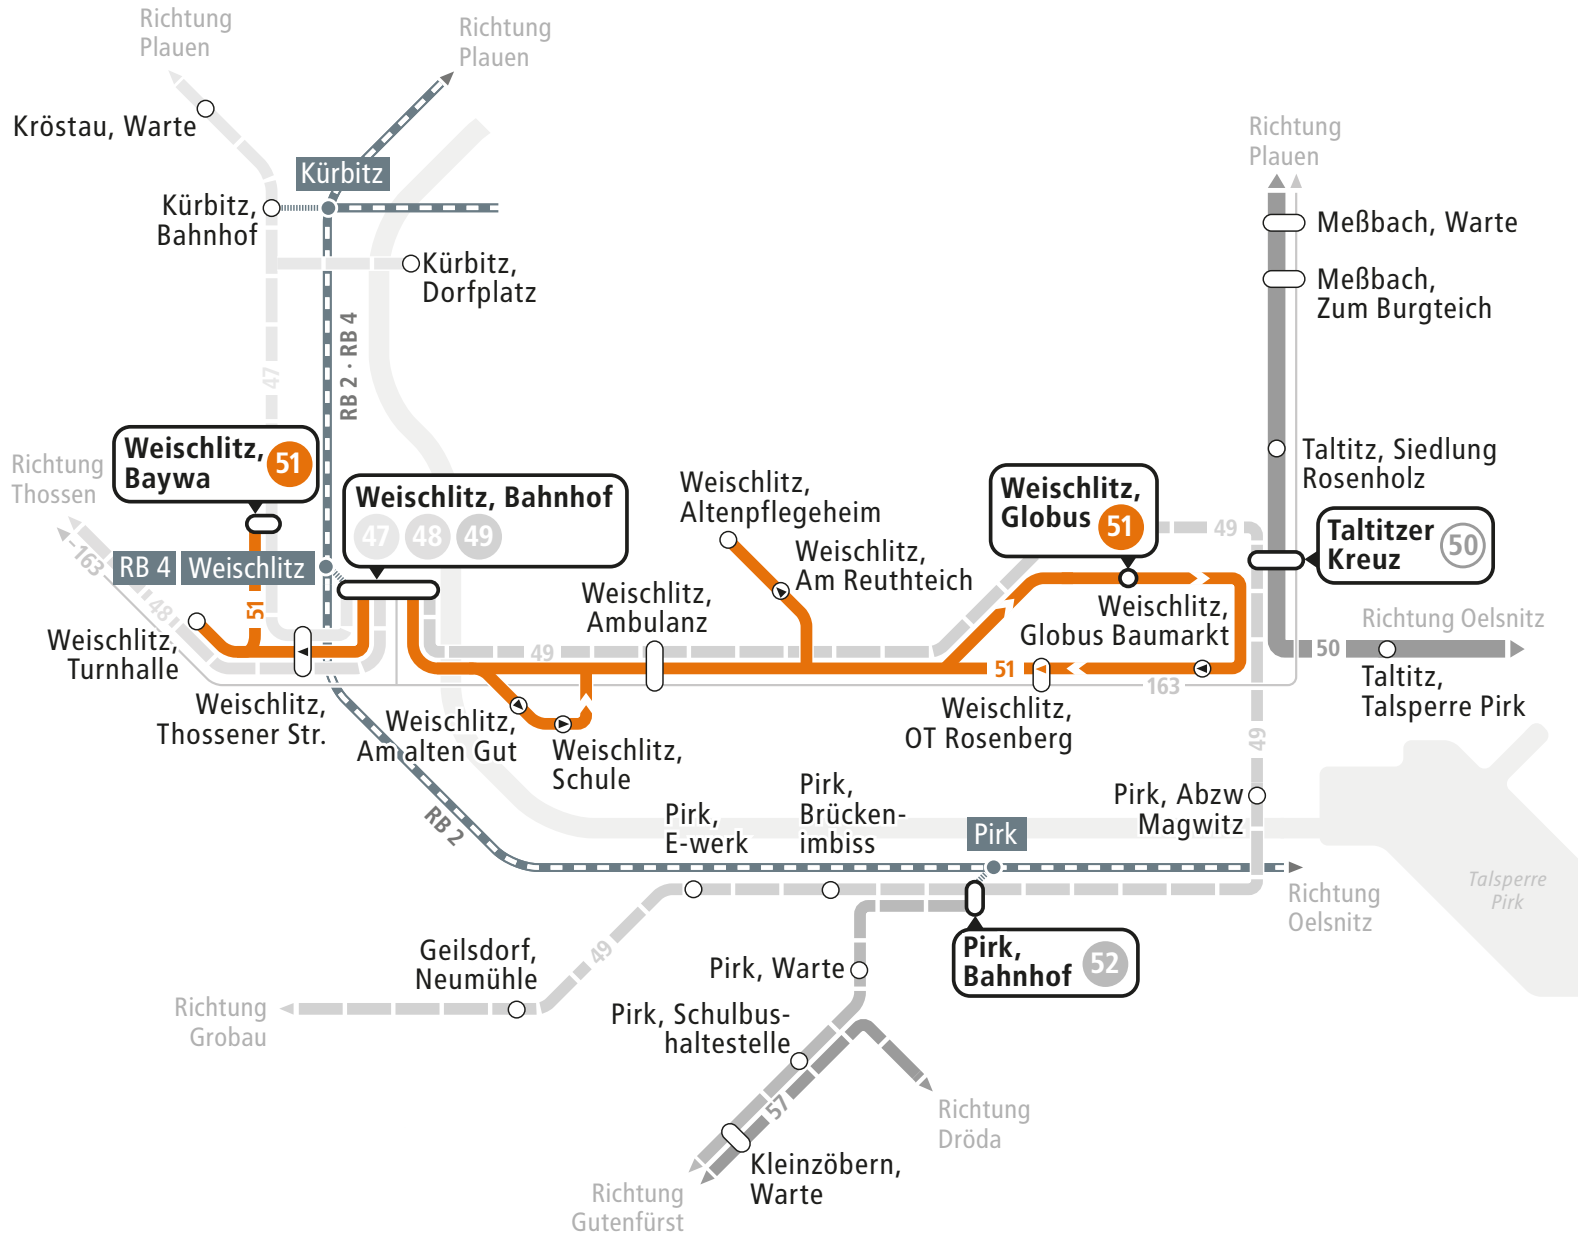 Richtung
Plauen
Richtung
Plauen
Kröstau, Warte
Kürbitz
Kürbitz,
Bahnhof
Kürbitz,
Dorfplatz
47
RB 2 · RB 4
Richtung
Plauen
Meßbach, Warte
Meßbach,
Zum Burgteich
Taltitz, Siedlung
Rosenholz
Taltitzer
Kreuz
50
Richtung Oelsnitz
50
Taltitz,
Talsperre Pirk
Richtung
Thossen
Weischlitz,
Baywa
51
Weischlitz, Bahnhof
47 48 49
RB 4
Weischlitz
163
48
51
Weischlitz,
Turnhalle
Weischlitz,
Thossener Str.
Weischlitz,
Altenpflegeheim
Weischlitz,
Am Reuthteich
Weischlitz,
Ambulanz
49
Weischlitz,
Globus
51
49
Weischlitz,
Globus Baumarkt
51
163
Weischlitz,
OT Rosenberg
Weischlitz,
Am alten Gut
Weischlitz,
Schule
49
RB 2
Pirk,
E-werk
Pirk,
Brücken-
imbiss
Pirk
Pirk, Abzw
Magwitz
Talsperre
Pirk
Richtung
Oelsnitz
Geilsdorf,
Neumühle
49
Richtung
Grobau
Pirk, Warte
Pirk,
Bahnhof
52
Pirk, Schulbus-
haltestelle
57
Richtung
Dröda
Kleinzöbern,
Warte
Richtung
Gutenfürst